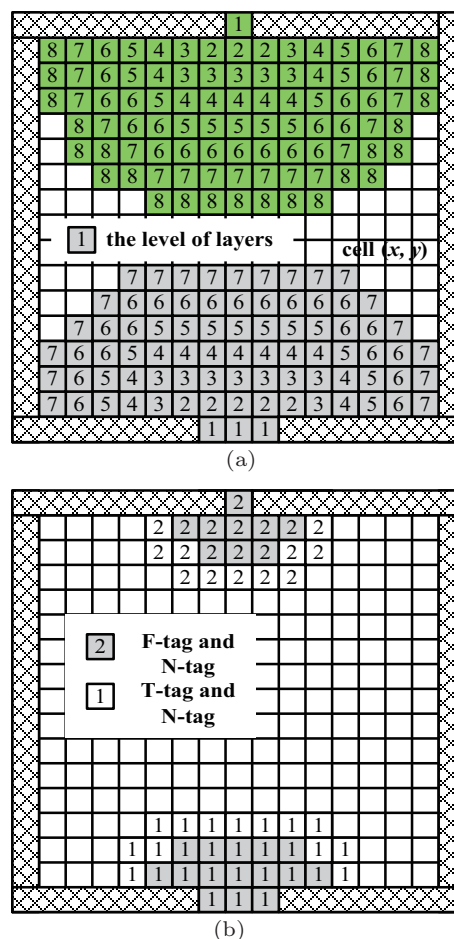 1
8 7 6 5 4 3 2 2 2 3 4 5 6 7 8
8 7 6 5 4 3 3 3 3 3 4 5 6 7 8
8 7 6 6 5 4 4 4 4 4 5 6 6 7 8
8 7 6 6 5 5 5 5 5 6 6 7 8
8 8 7 6 6 6 6 6 6 6 7 8 8
8 8 7 7 7 7 7 7 7 8 8
8 8 8 8 8 8 8
1 the level of layers
cell (x, y)
7 7 7 7 7 7 7 7 7
7 6 6 6 6 6 6 6 6 6 7
7 6 6 5 5 5 5 5 5 5 6 6 7
7 6 6 5 4 4 4 4 4 4 4 5 6 6 7
7 6 5 4 3 3 3 3 3 3 3 4 5 6 7
7 6 5 4 3 2 2 2 2 2 3 4 5 6 7
1 1 1
(a)
2
2 2 2 2 2 2 2
2 2 2 2 2 2 2
2 2 2 2 2
2 F-tag and
N-tag
1 T-tag and
N-tag
1 1 1 1 1 1 1
1 1 1 1 1 1 1 1 1
1 1 1 1 1 1 1 1 1
1 1 1
(b)